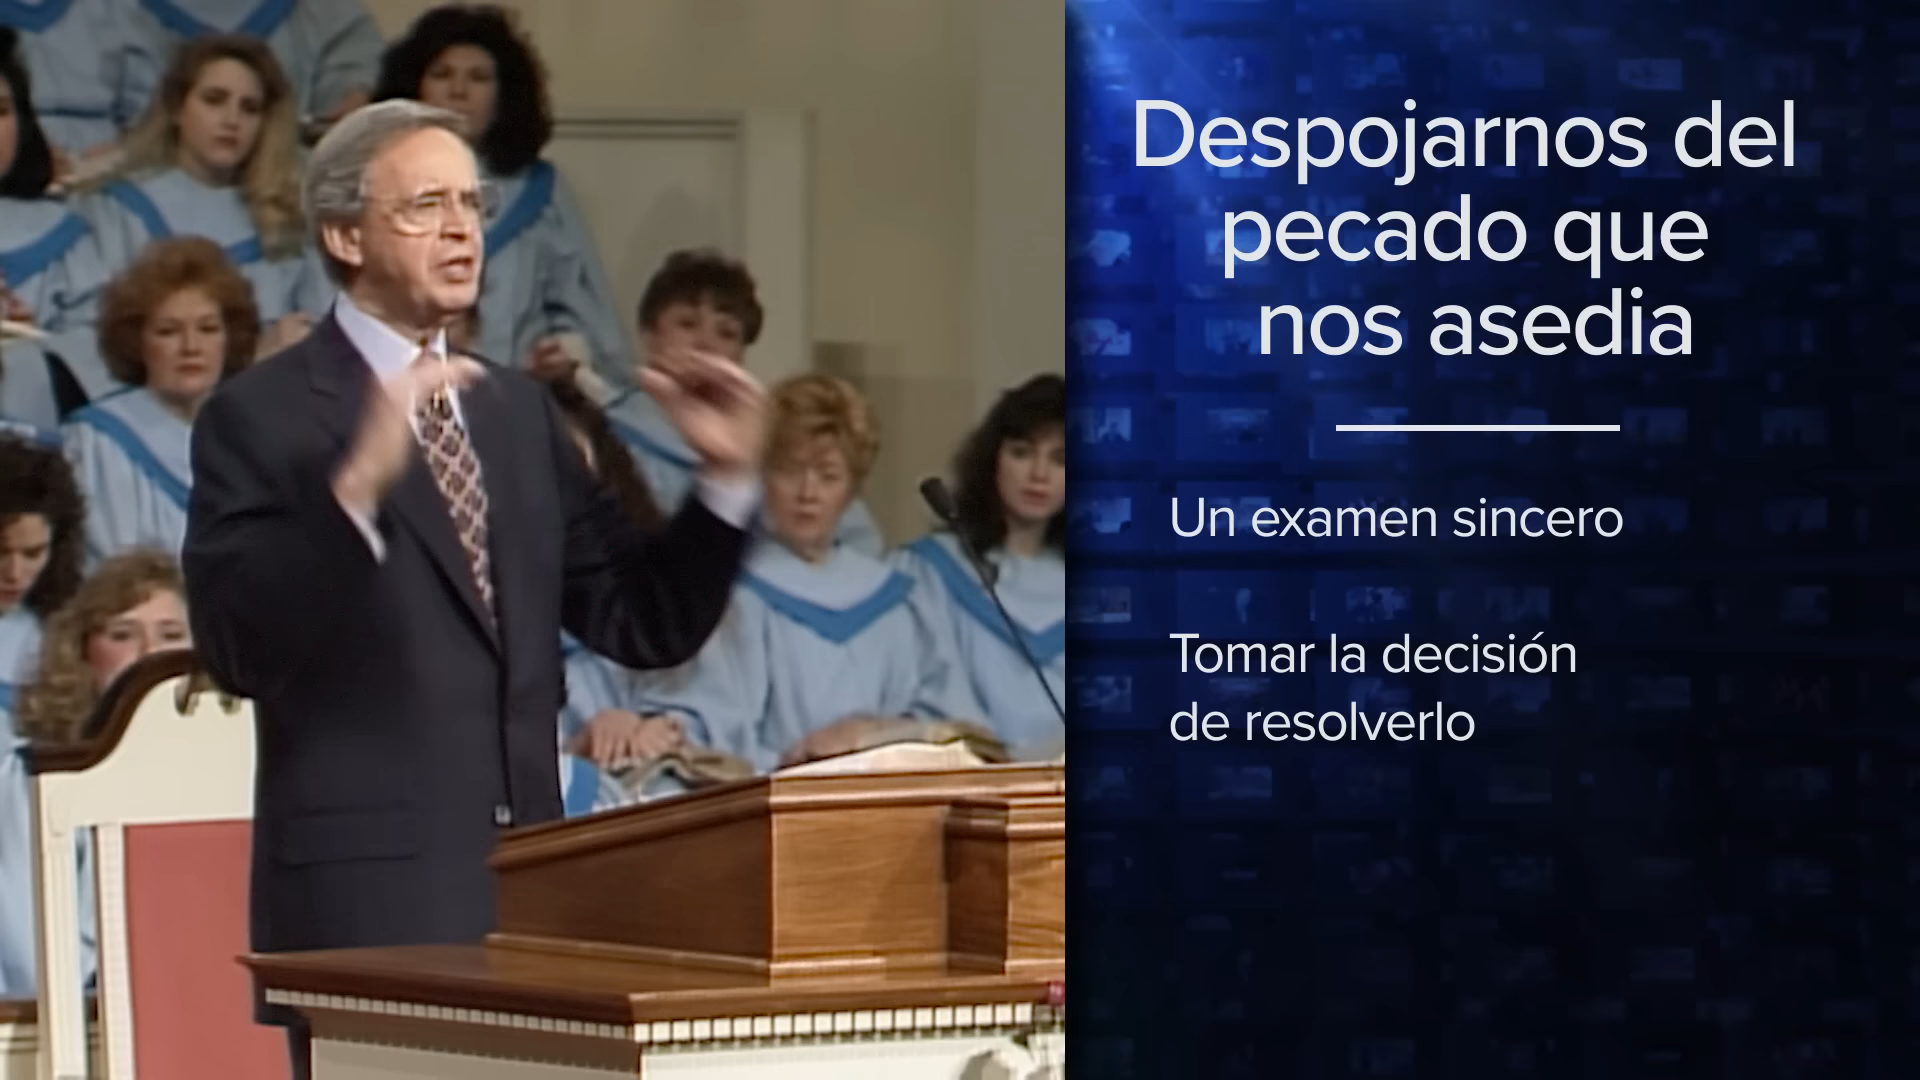 Despojarnos del
pecado que
nos asedia
Un examen sincero
Tomar la decisión
de resolverlo